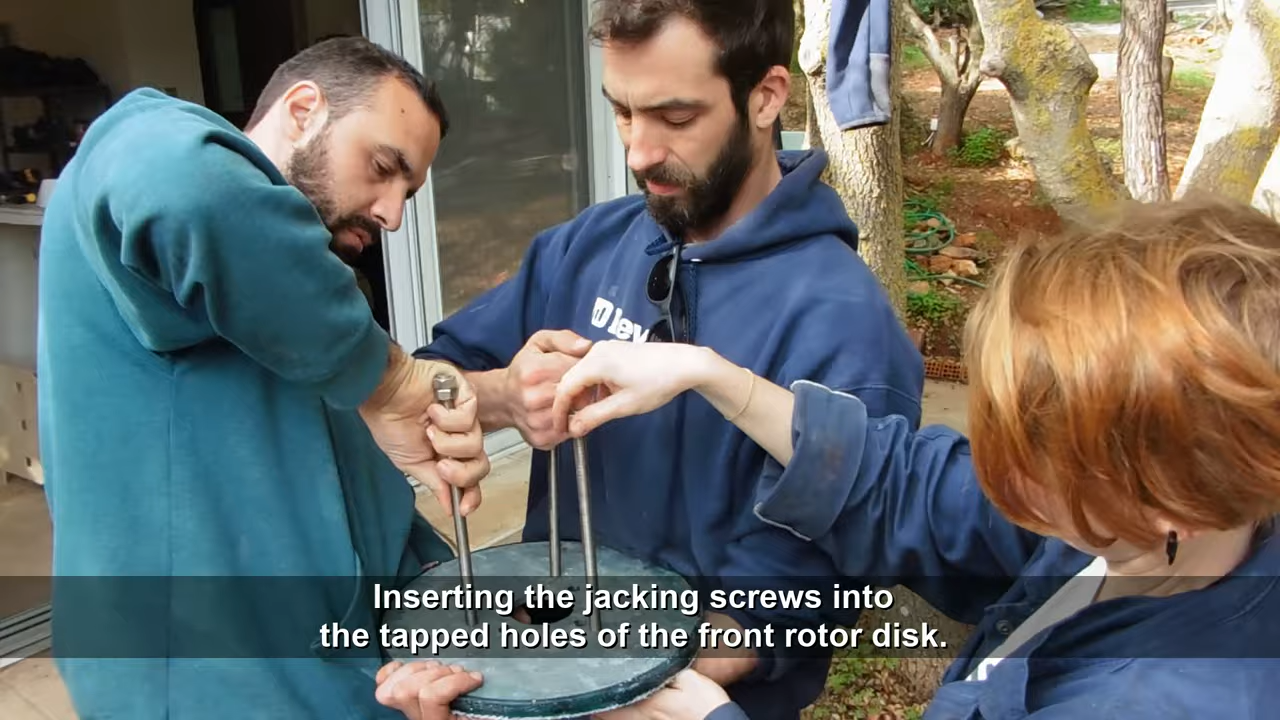 Inserting the jacking screws into
the tapped holes of the front rotor disk.